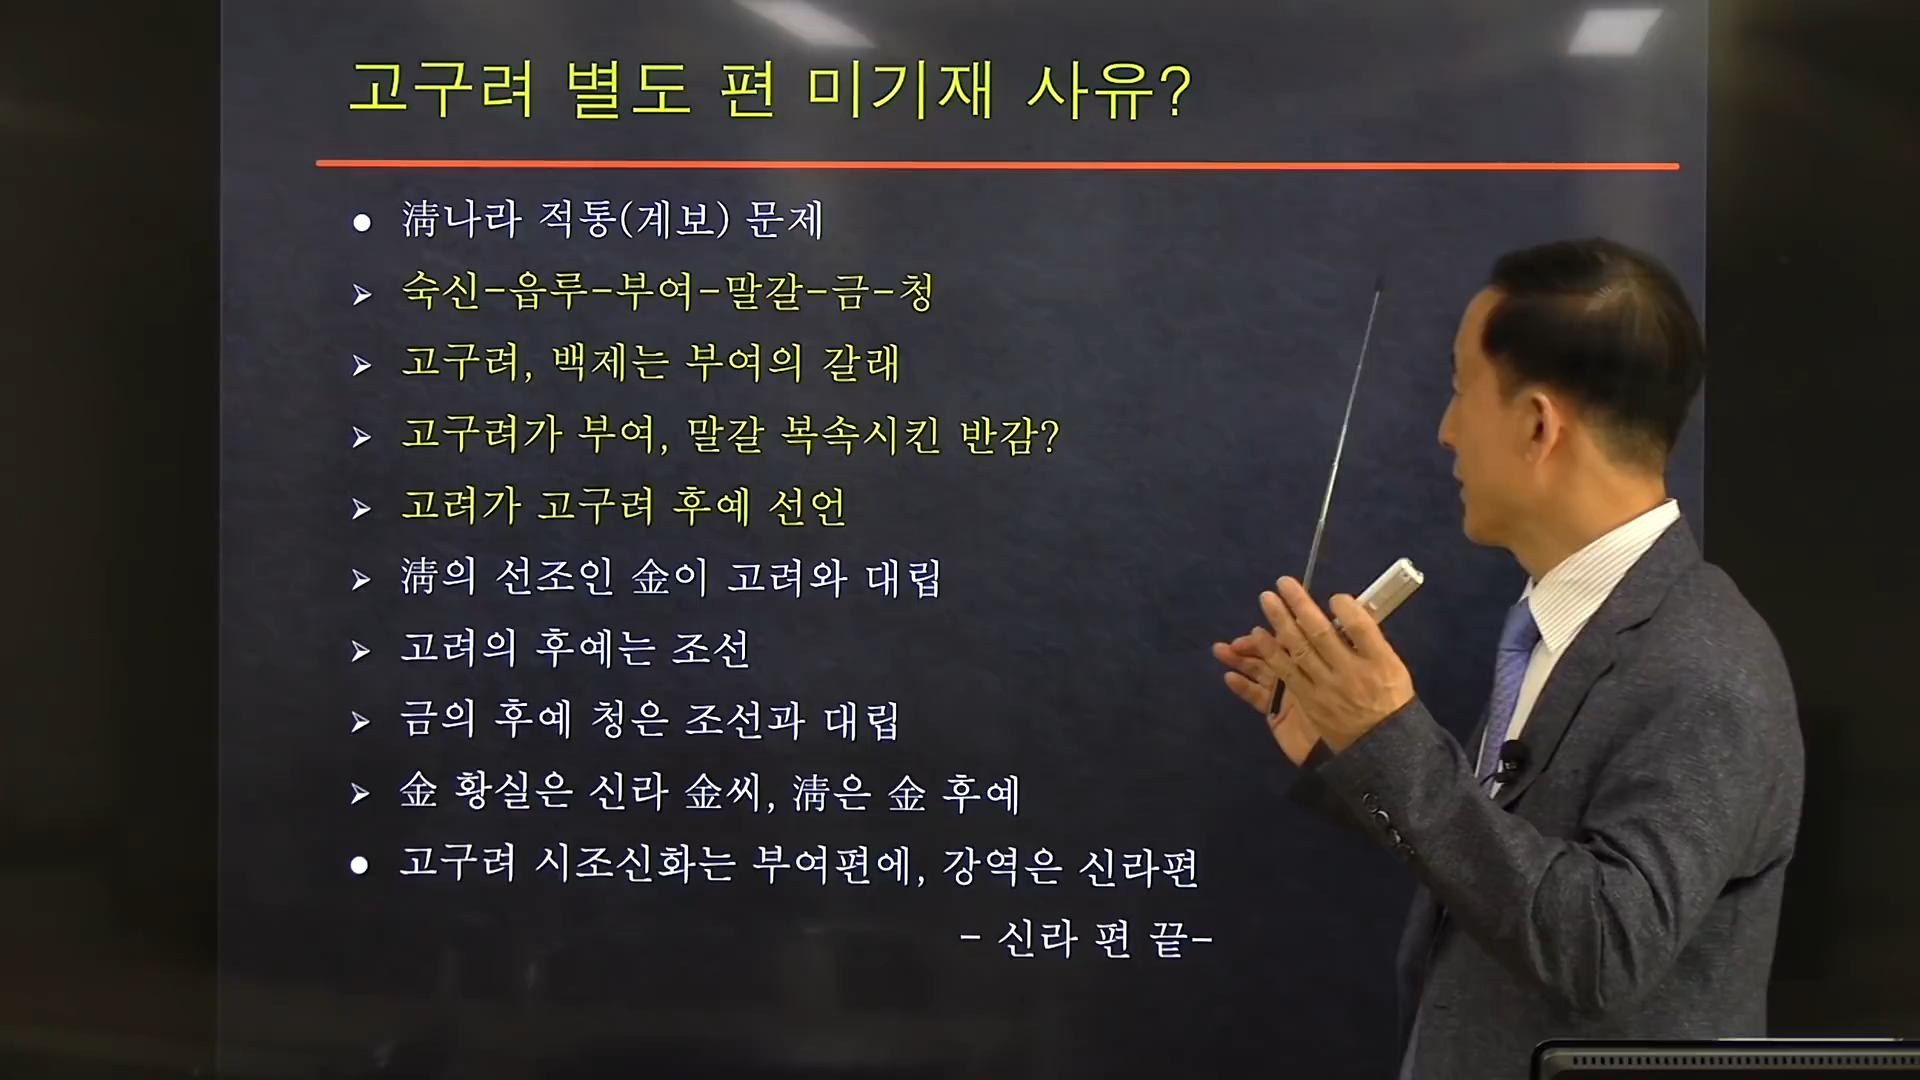 고구려 별도 편 미기재 사유?
● 淸나라 적통(계보) 문제
➢ 숙신-읍루-부여-말갈-금-청
➢ 고구려, 백제는 부여의 갈래
➢ 고구려가 부여, 말갈 복속시킨 반감?
➢ 고려가 고구려 후예 선언
➢ 淸의 선조인 金이 고려와 대립
➢ 고려의 후예는 조선
➢ 금의 후예 청은 조선과 대립
➢ 金 황실은 신라 金씨, 淸은 金 후예
● 고구려 시조신화는 부여편에, 강역은 신라편
- 신라 편 끝-